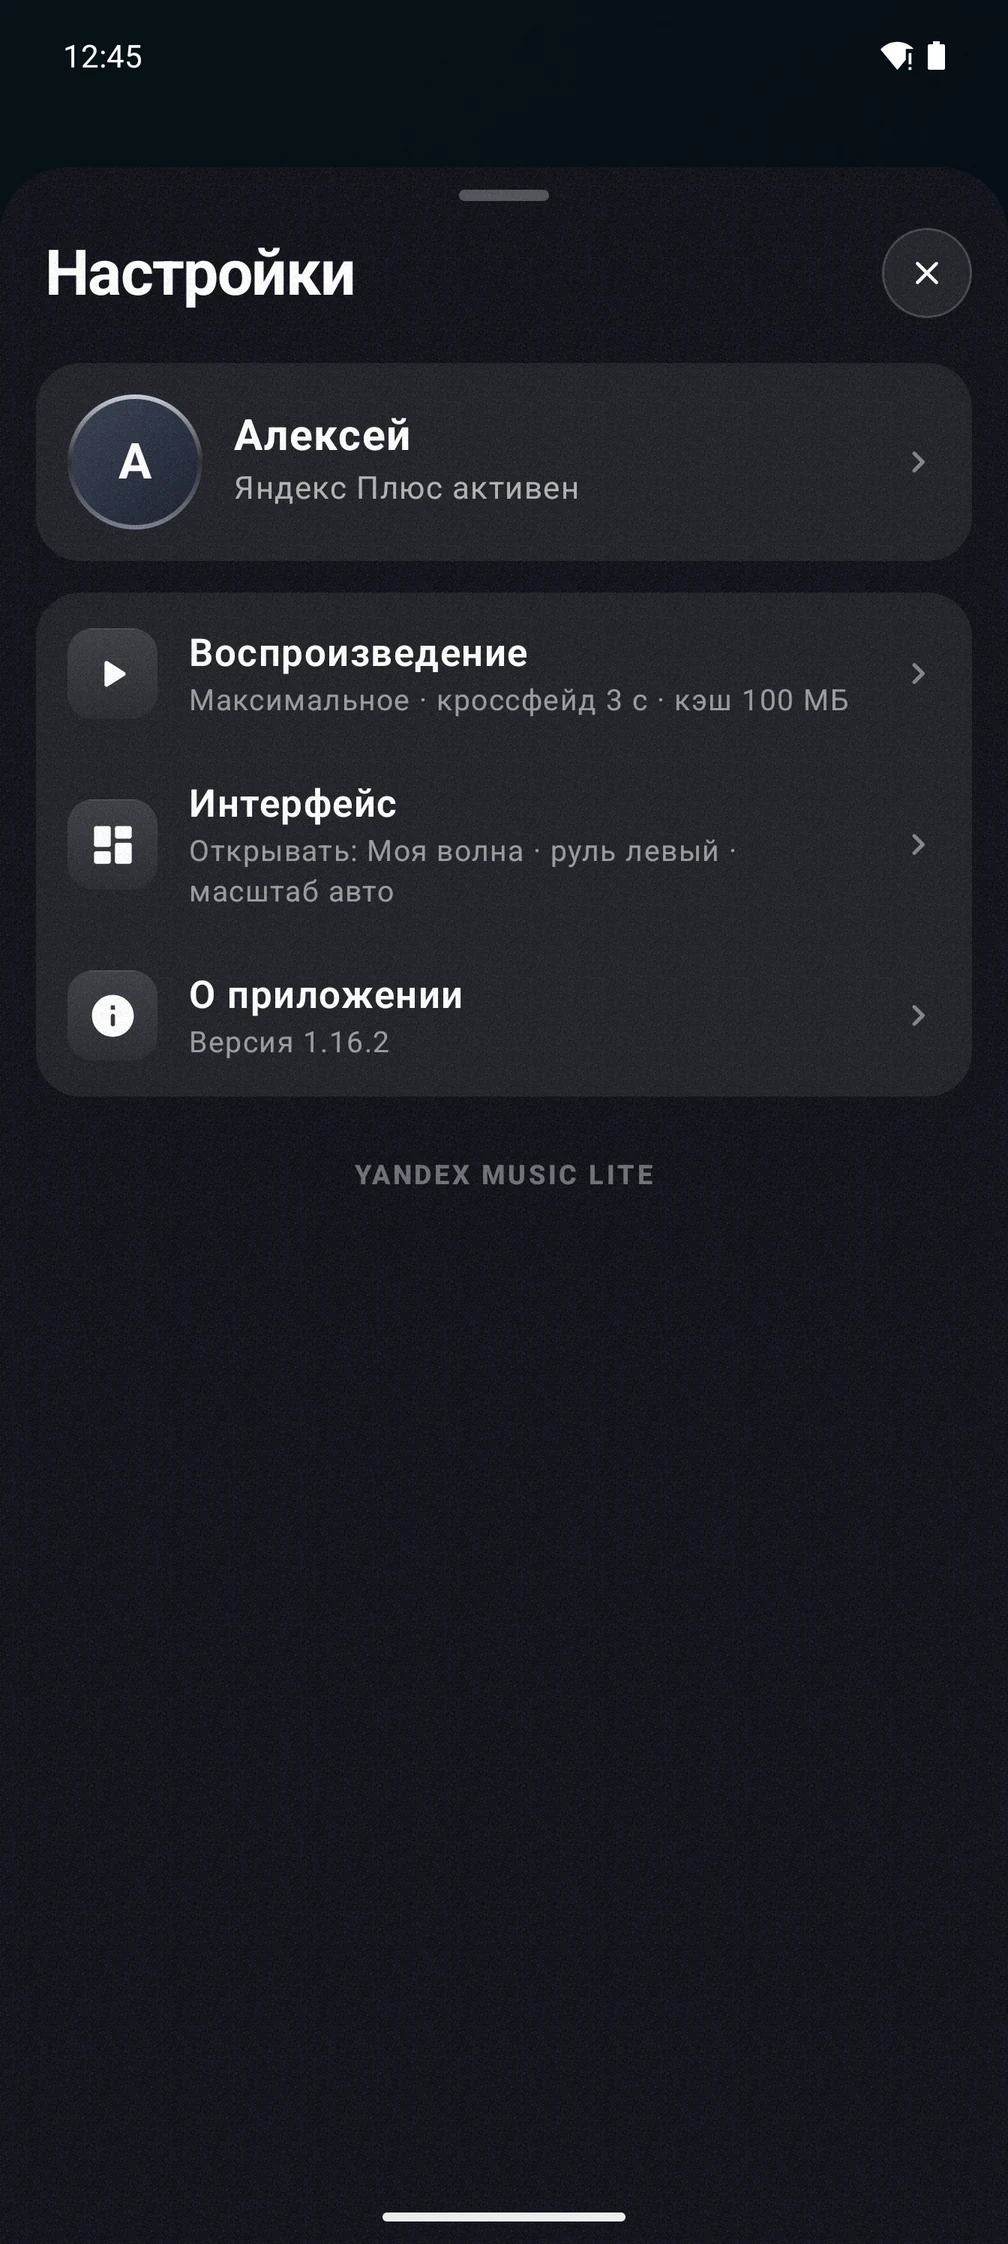 12:45
Настройки
А
Алексей
Яндекс Плюс активен
Воспроизведение
Максимальное · кроссфейд 3 с · кэш 100 МБ
Интерфейс
Открывать: Моя волна · руль левый ·
масштаб авто
О приложении
Версия 1.16.2
YANDEX MUSIC LITE